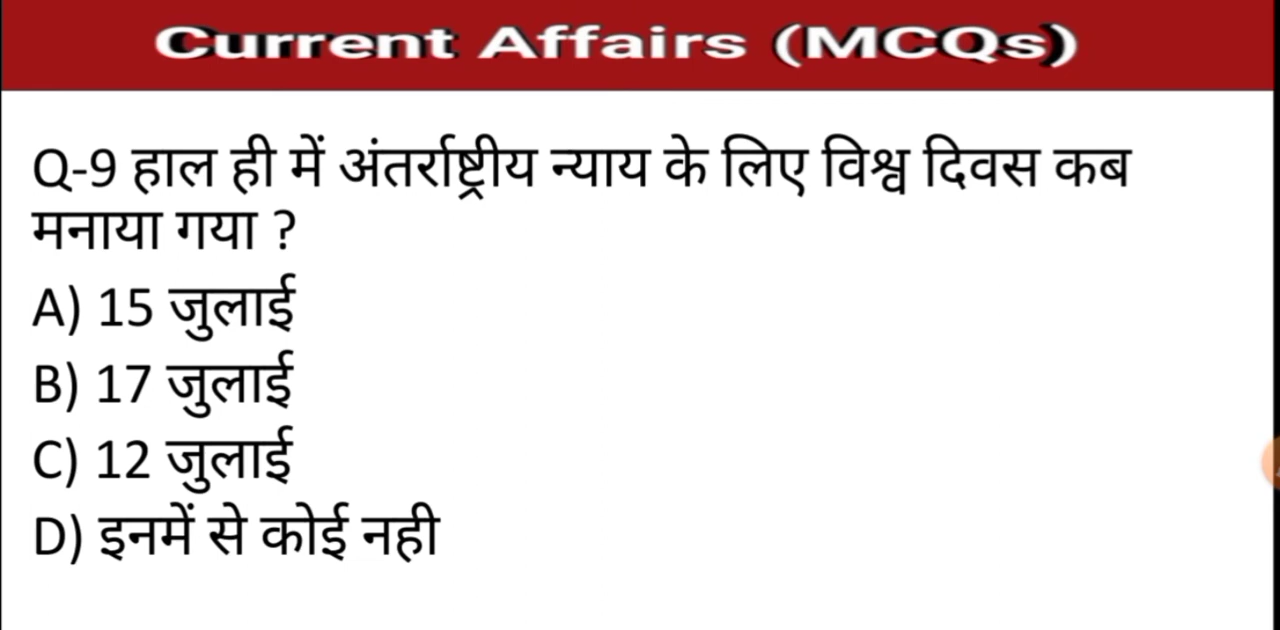 Current Affairs (MCQs)
Q-9 हाल ही में अंतर्राष्ट्रीय न्याय के लिए विश्व दिवस कब
मनाया गया ?
A) 15 जुलाई
B) 17 जुलाई
C) 12 जुलाई
D) इनमें से कोई नही